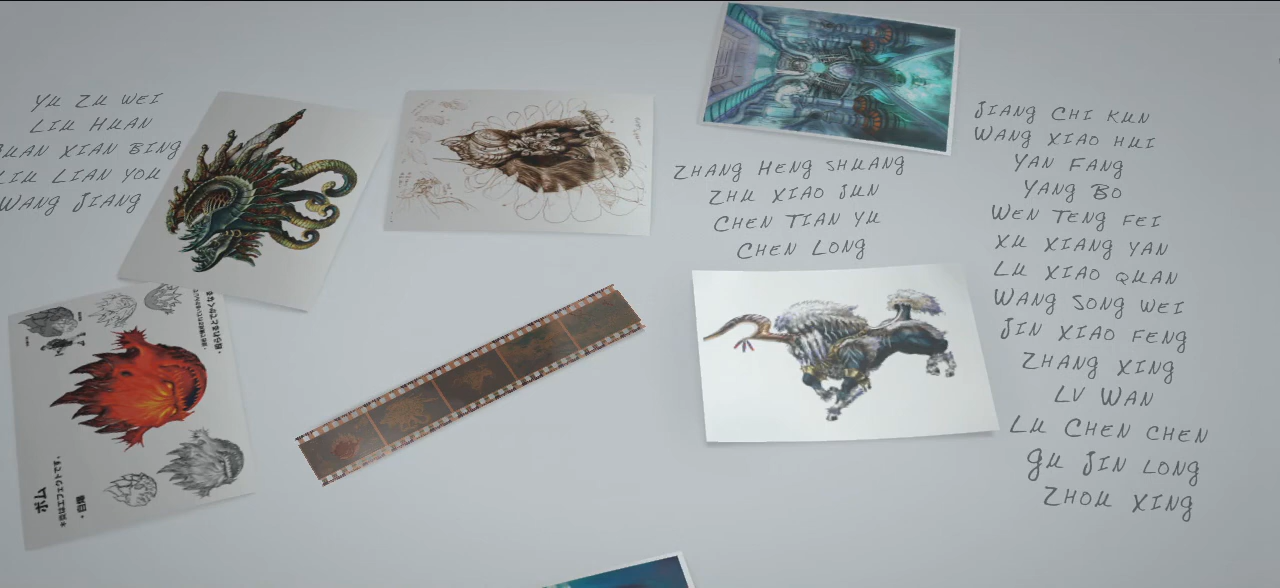 YU ZU WEI
LIU HUAN
XIAN BING
LIU LIAN YOU
WANG JIANG
ZHANG HENG SHUANG
ZHU XIAO JUN
CHEN TIAN YU
CHEN LONG
JIANG CHI KUN
WANG XIAO HUI
YAN FANG
YANG BO
WEN TENG FEI
XU XIANG YAN
LU XIAO QUAN
WANG SONG WEI
JIN XIAO FENG
ZHANG XING
LV WAN
LU CHEN CHEN
GU JIN LONG
ZHOU XING
ボム
・自爆